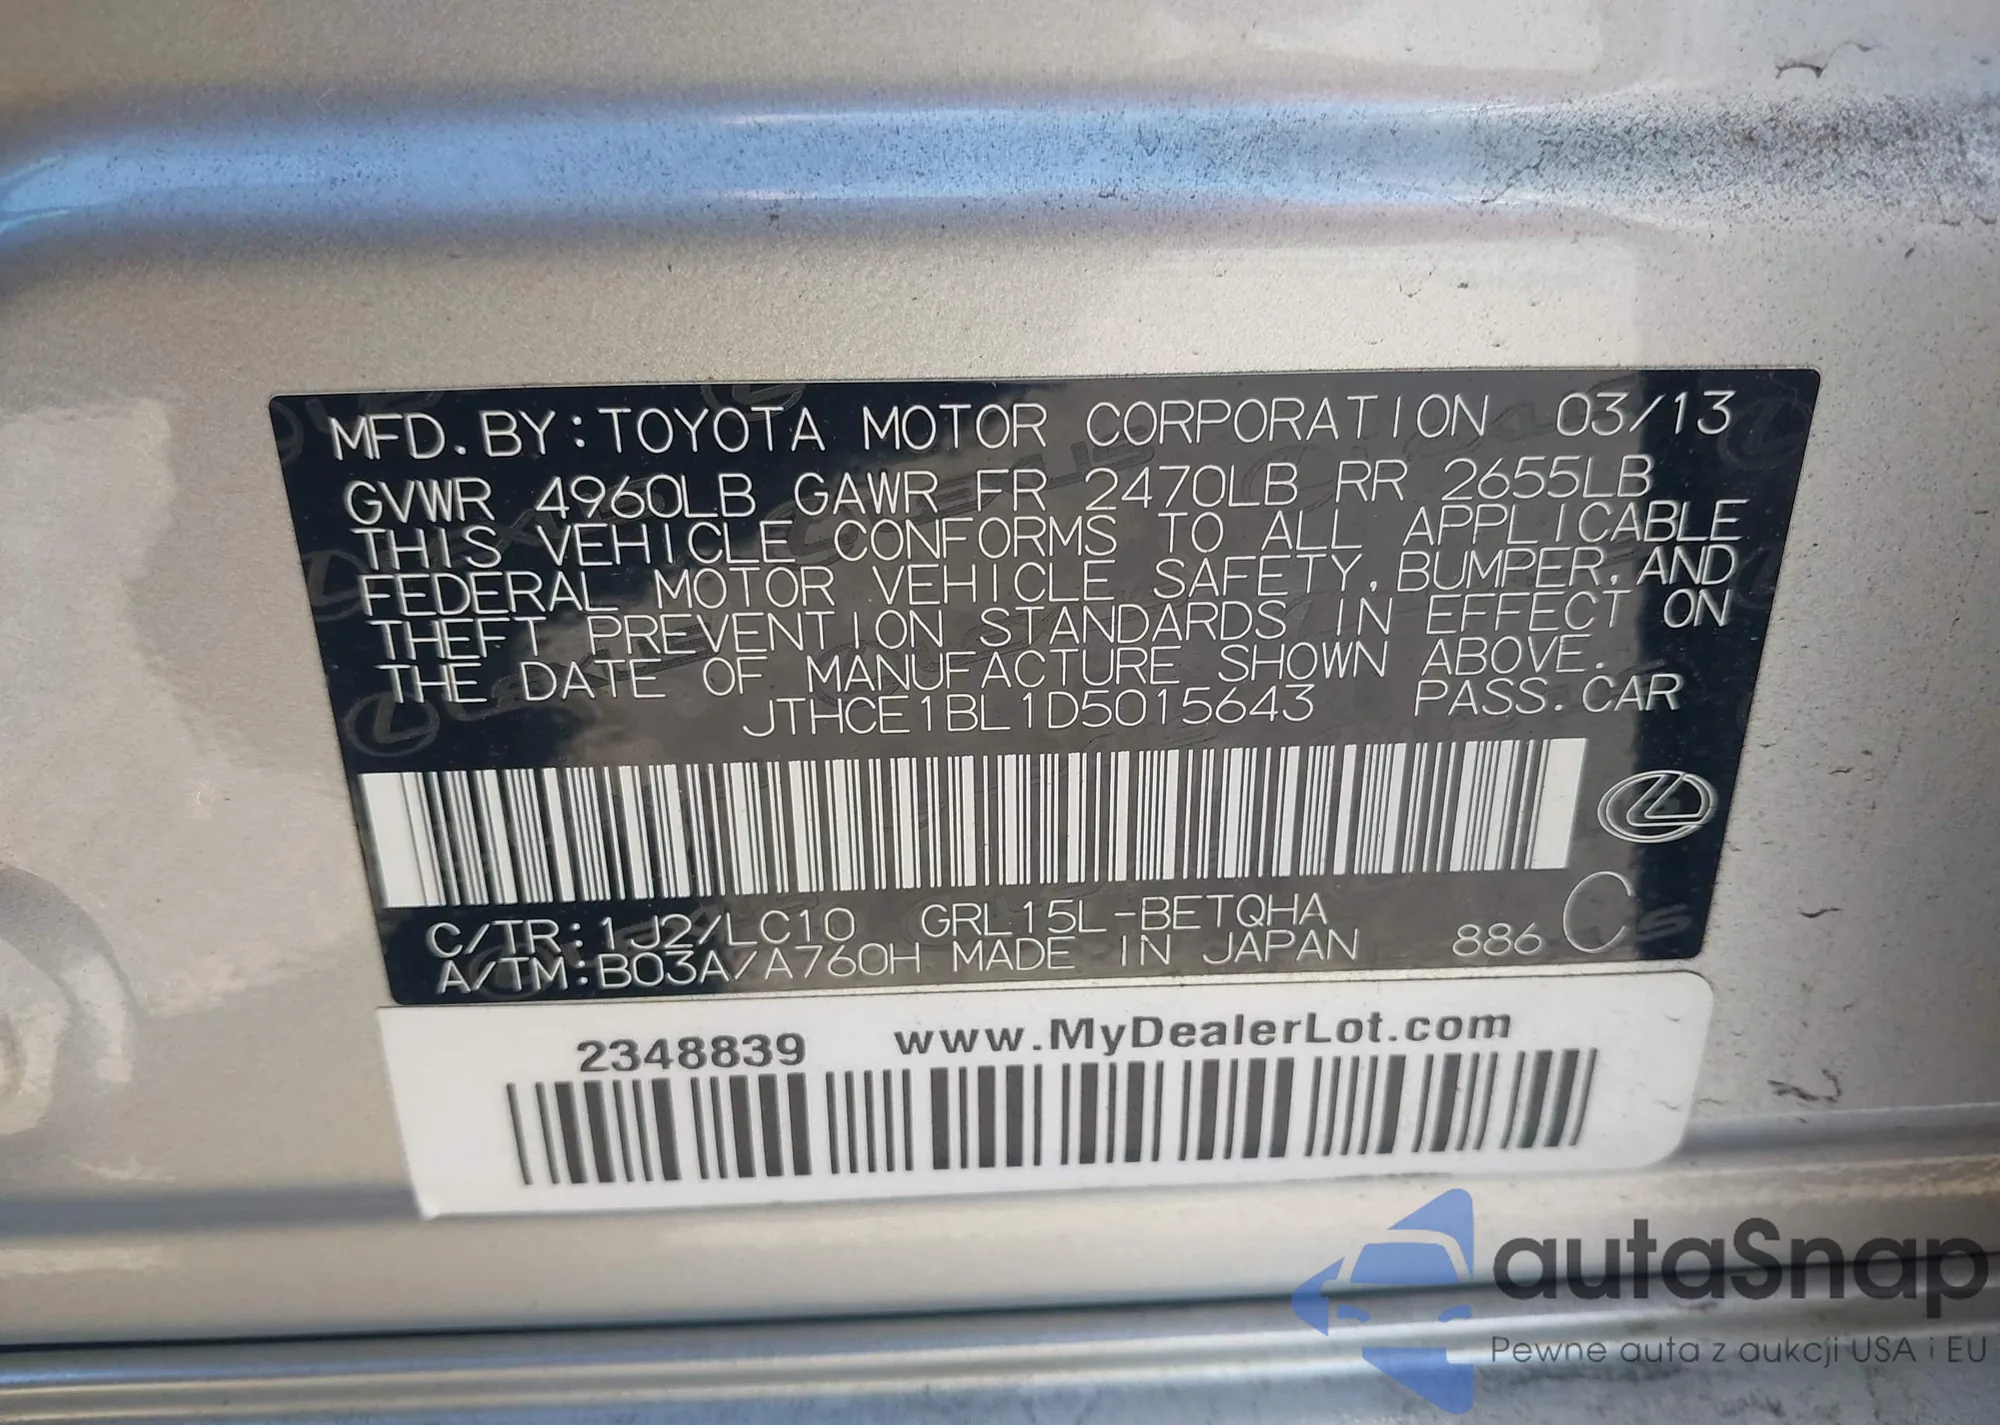 MFD. BY: TOYOTA MOTOR CORPORATION 03/13
GVWR 4960LB GAWR FR 2470LB RR 2655LB
THIS VEHICLE CONFORMS TO ALL APPLICABLE
FEDERAL MOTOR VEHICLE SAFETY, BUMPER, AND
THEFT PREVENTION STANDARDS IN EFFECT ON
THE DATE OF MANUFACTURE SHOWN ABOVE.
JTHCE1BL1D5015643 PASS. CAR
C/TR: 1J2/LC10 GRL15L-BETQHA
A/TM: B03A/A760H MADE IN JAPAN 886 C
2348839 www.MyDealerLot.com
autaSnap
Pewne auta z aukcji USA i EU